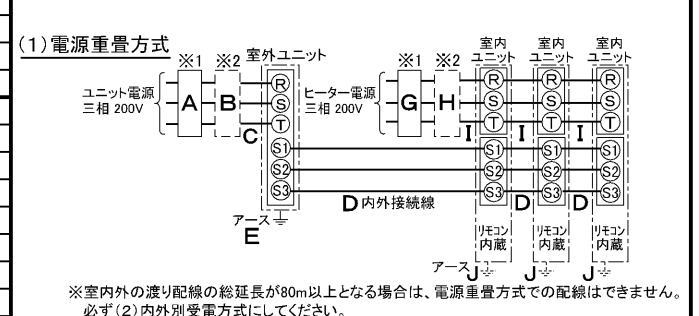 (1)電源重畳方式
※1 ※2 室外ユニット
※1 ※2
室内ユニット
室内ユニット
室内ユニット
ユニット電源
三相 200V
A B
R
S
T
C
S1
S2
S3
アース
E
ヒーター電源
三相 200V
G H
R R R
S S S
T T T
I I I
S1 S1 S1
S2 S2 S2
S3 S3 S3
D 内外接続線
D D
リモコン内蔵
リモコン内蔵
リモコン内蔵
アース J J J
※室内外の渡り配線の総延長が80m以上となる場合は、電源重畳方式での配線はできません。
必ず(2)内外別受電方式にしてください。